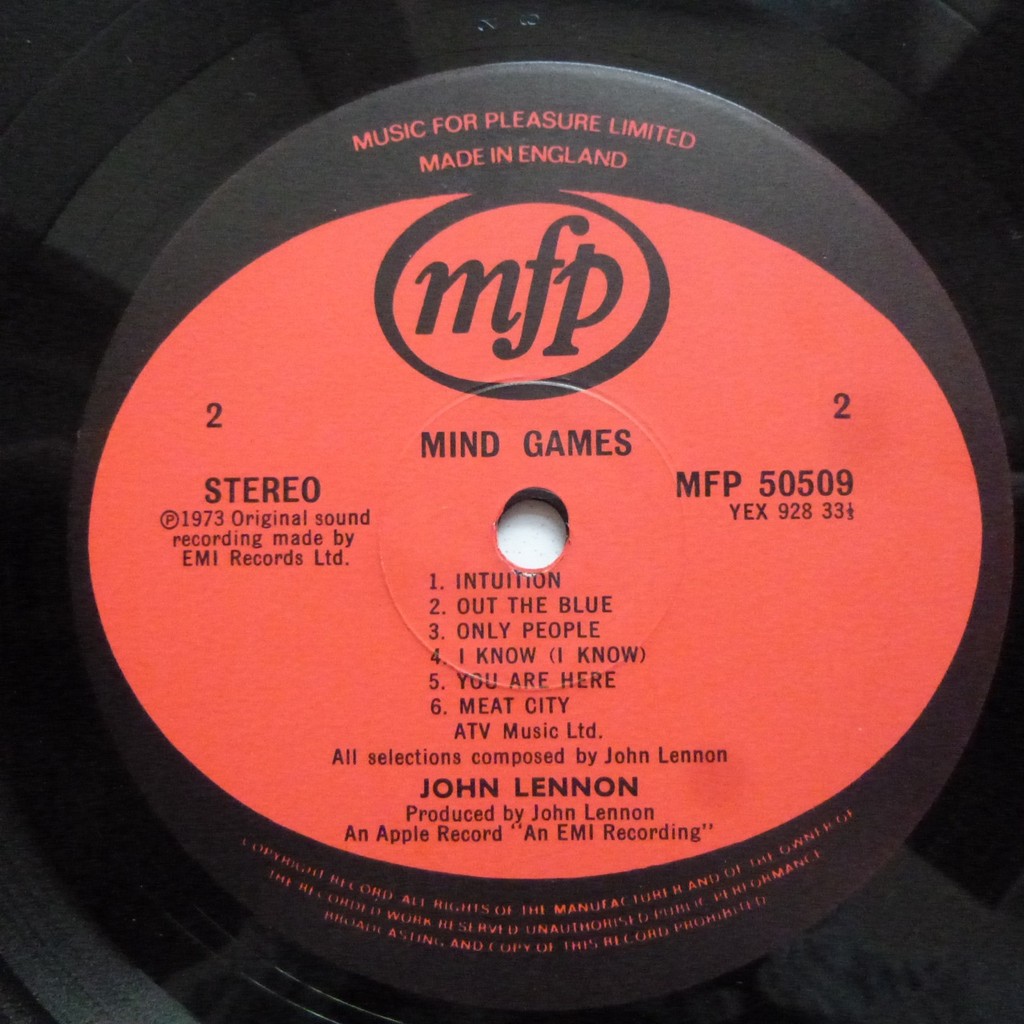 MUSIC FOR PLEASURE LIMITED
MADE IN ENGLAND
mfp
2
2
MIND GAMES
STEREO
MFP 50509
℗1973 Original sound
recording made by
EMI Records Ltd.
YEX 928 33⅓
1. INTUITION
2. OUT THE BLUE
3. ONLY PEOPLE
4. I KNOW (I KNOW)
5. YOU ARE HERE
6. MEAT CITY
ATV Music Ltd.
All selections composed by John Lennon
JOHN LENNON
Produced by John Lennon
An Apple Record "An EMI Recording"
COPYRIGHT RECORD ALL RIGHTS OF THE MANUFACTURER AND OF THE OWNER OF
THE RECORDED WORK RESERVED UNAUTHORISED PUBLIC PERFORMANCE
BROADCASTING AND COPY OF THIS RECORD PROHIBITED